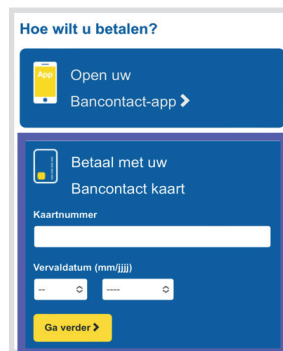 Hoe wilt u betalen?
App
Open uw
Bancontact-app
Betaal met uw
Bancontact kaart
Kaartnummer
Vervaldatum (mm/jjjj)
-- ----
Ga verder